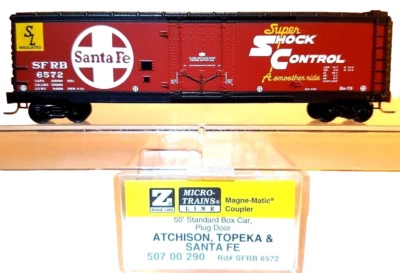 SL
INSULATED
SFRB
6572
Santa Fe
Super
SHOCK
CONTROL
A smoother ride
Z
MICRO-
TRAINS®
LINE
Magne-Matic®
Coupler
50' Standard Box Car,
Plug Door
ATCHISON, TOPEKA &
SANTA FE
507 00 290 Rd# SFRB 6572